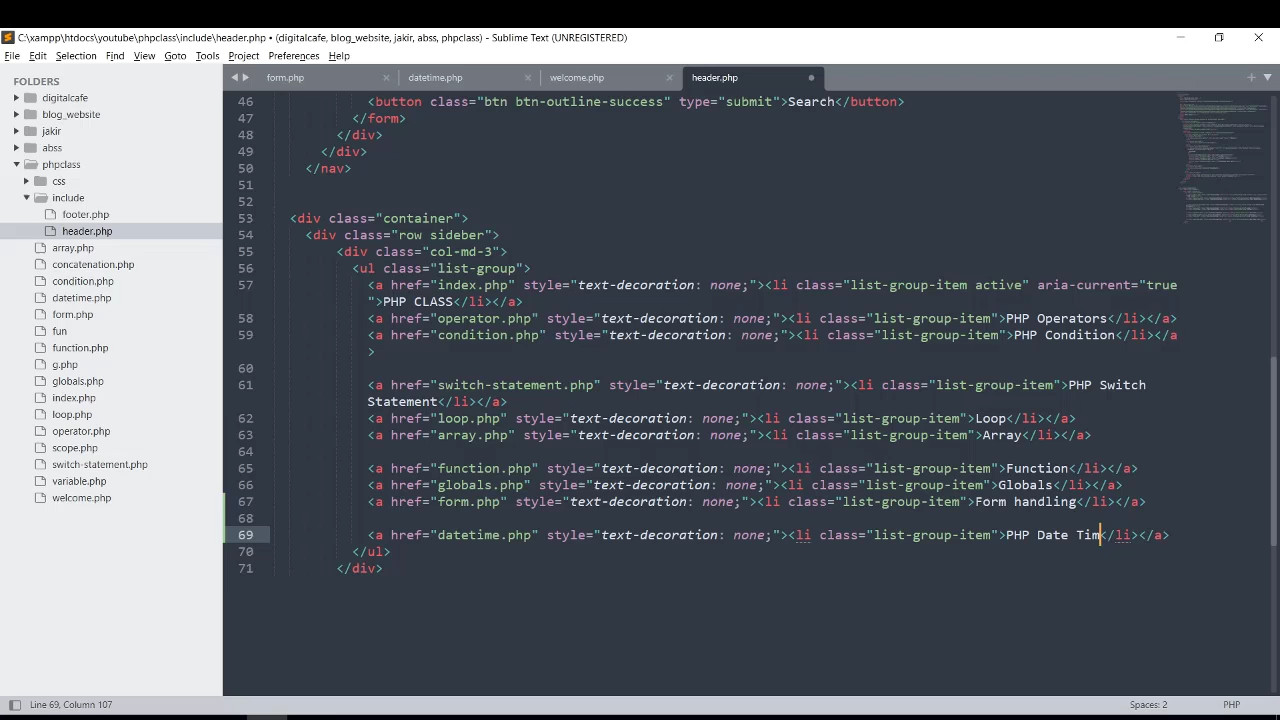 C:\xampp\htdocs\youtube\phpclass\include\header.php • (digitalcafe, blog_website, jakir, abss, phpclass) - Sublime Text (UNREGISTERED)
File Edit Selection Find View Goto Tools Project Preferences Help
FOLDERS
digitalcafe
blog_website
jakir
abss
phpclass
css
include
footer.php
header.php
array.php
concatenation.php
condition.php
datetime.php
form.php
fun
function.php
g.php
globals.php
index.php
loop.php
operator.php
scope.php
switch-statement.php
variable.php
welcome.php
form.php datetime.php welcome.php header.php
46 <button class="btn btn-outline-success" type="submit">Search</button>
47 </form>
48 </div>
49 </div>
50 </nav>
51
52
53 <div class="container">
54 <div class="row sideber">
55 <div class="col-md-3">
56 <ul class="list-group">
57 <a href="index.php" style="text-decoration: none;"><li class="list-group-item active" aria-current="true
">PHP CLASS</li></a>
58 <a href="operator.php" style="text-decoration: none;"><li class="list-group-item">PHP Operators</li></a>
59 <a href="condition.php" style="text-decoration: none;"><li class="list-group-item">PHP Condition</li></a
>
60
61 <a href="switch-statement.php" style="text-decoration: none;"><li class="list-group-item">PHP Switch
Statement</li></a>
62 <a href="loop.php" style="text-decoration: none;"><li class="list-group-item">Loop</li></a>
63 <a href="array.php" style="text-decoration: none;"><li class="list-group-item">Array</li></a>
64
65 <a href="function.php" style="text-decoration: none;"><li class="list-group-item">Function</li></a>
66 <a href="globals.php" style="text-decoration: none;"><li class="list-group-item">Globals</li></a>
67 <a href="form.php" style="text-decoration: none;"><li class="list-group-item">Form handling</li></a>
68
69 <a href="datetime.php" style="text-decoration: none;"><li class="list-group-item">PHP Date Tim</li></a>
70 </ul>
71 </div>
Line 69, Column 107 Spaces: 2 PHP